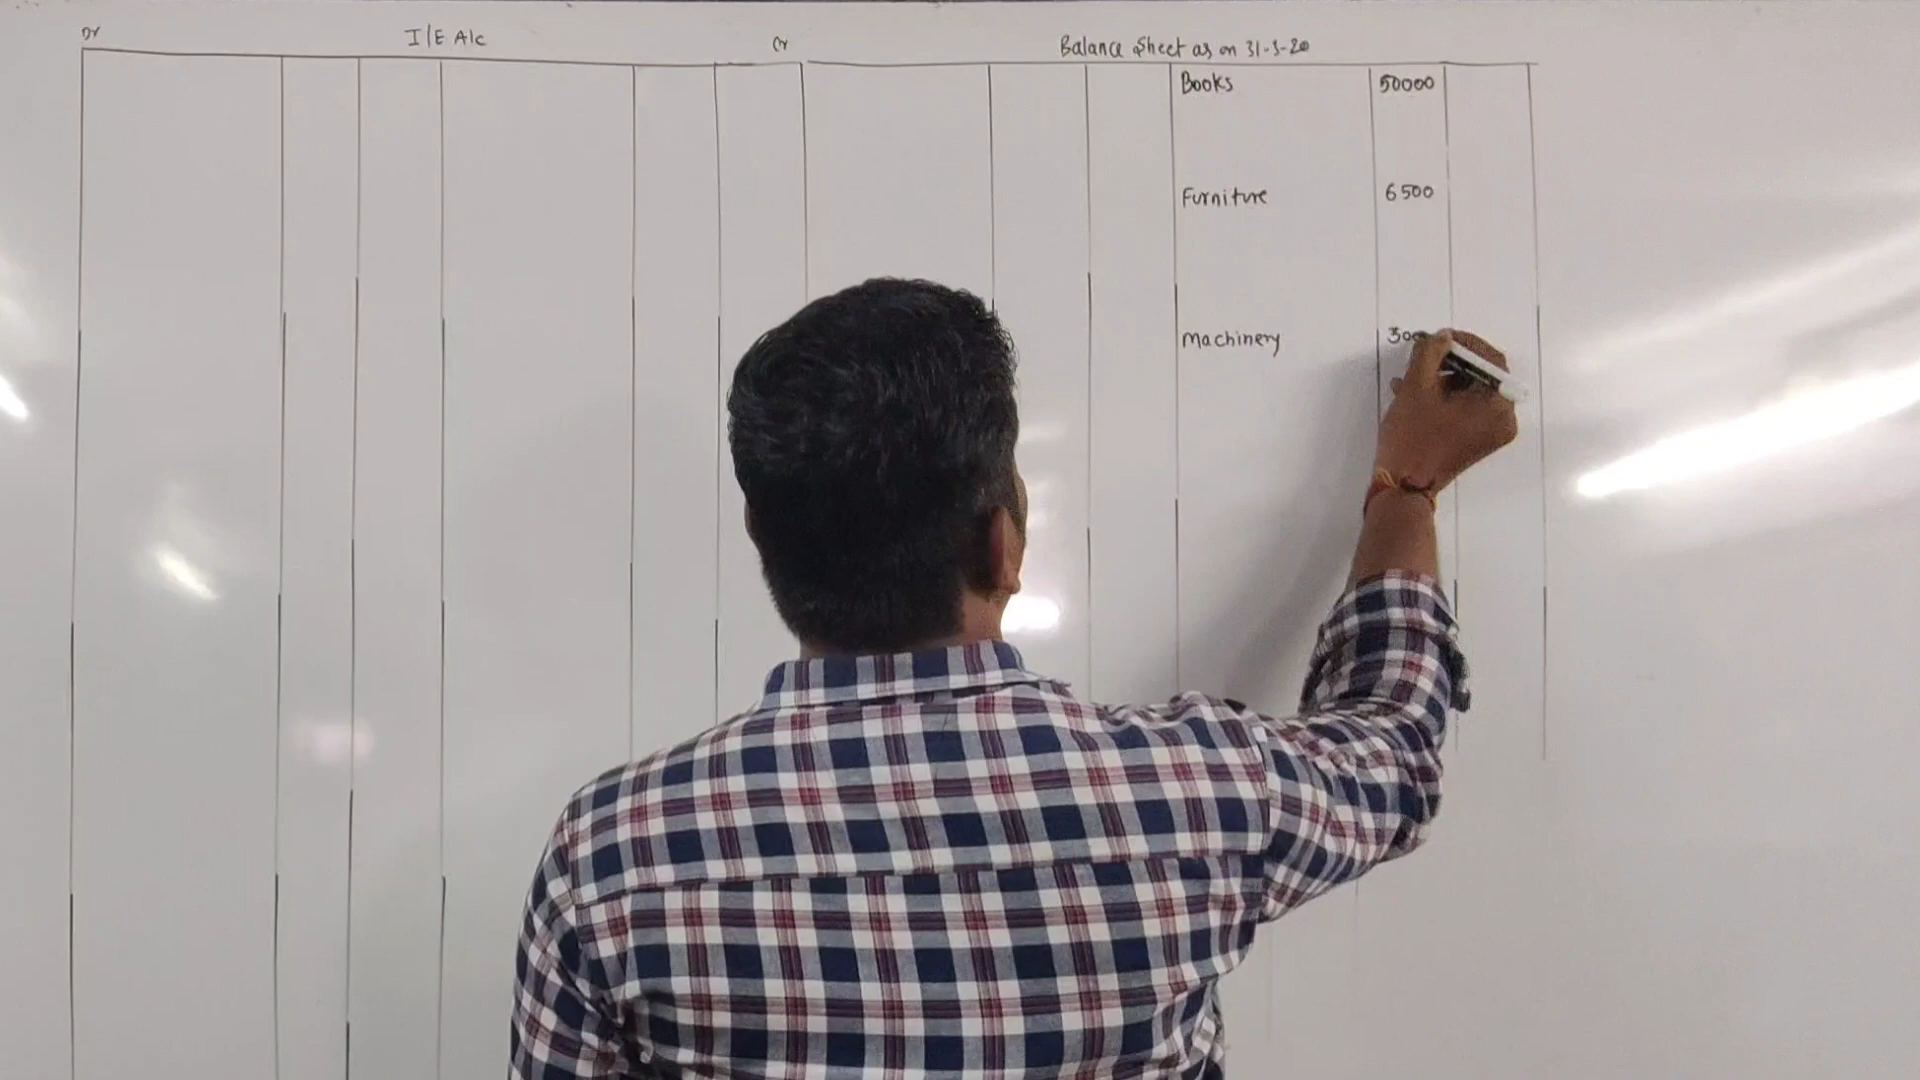 Dr I/E A/c Cr
Balance Sheet as on 31-3-20
Books 50000
Furniture 6500
Machinery